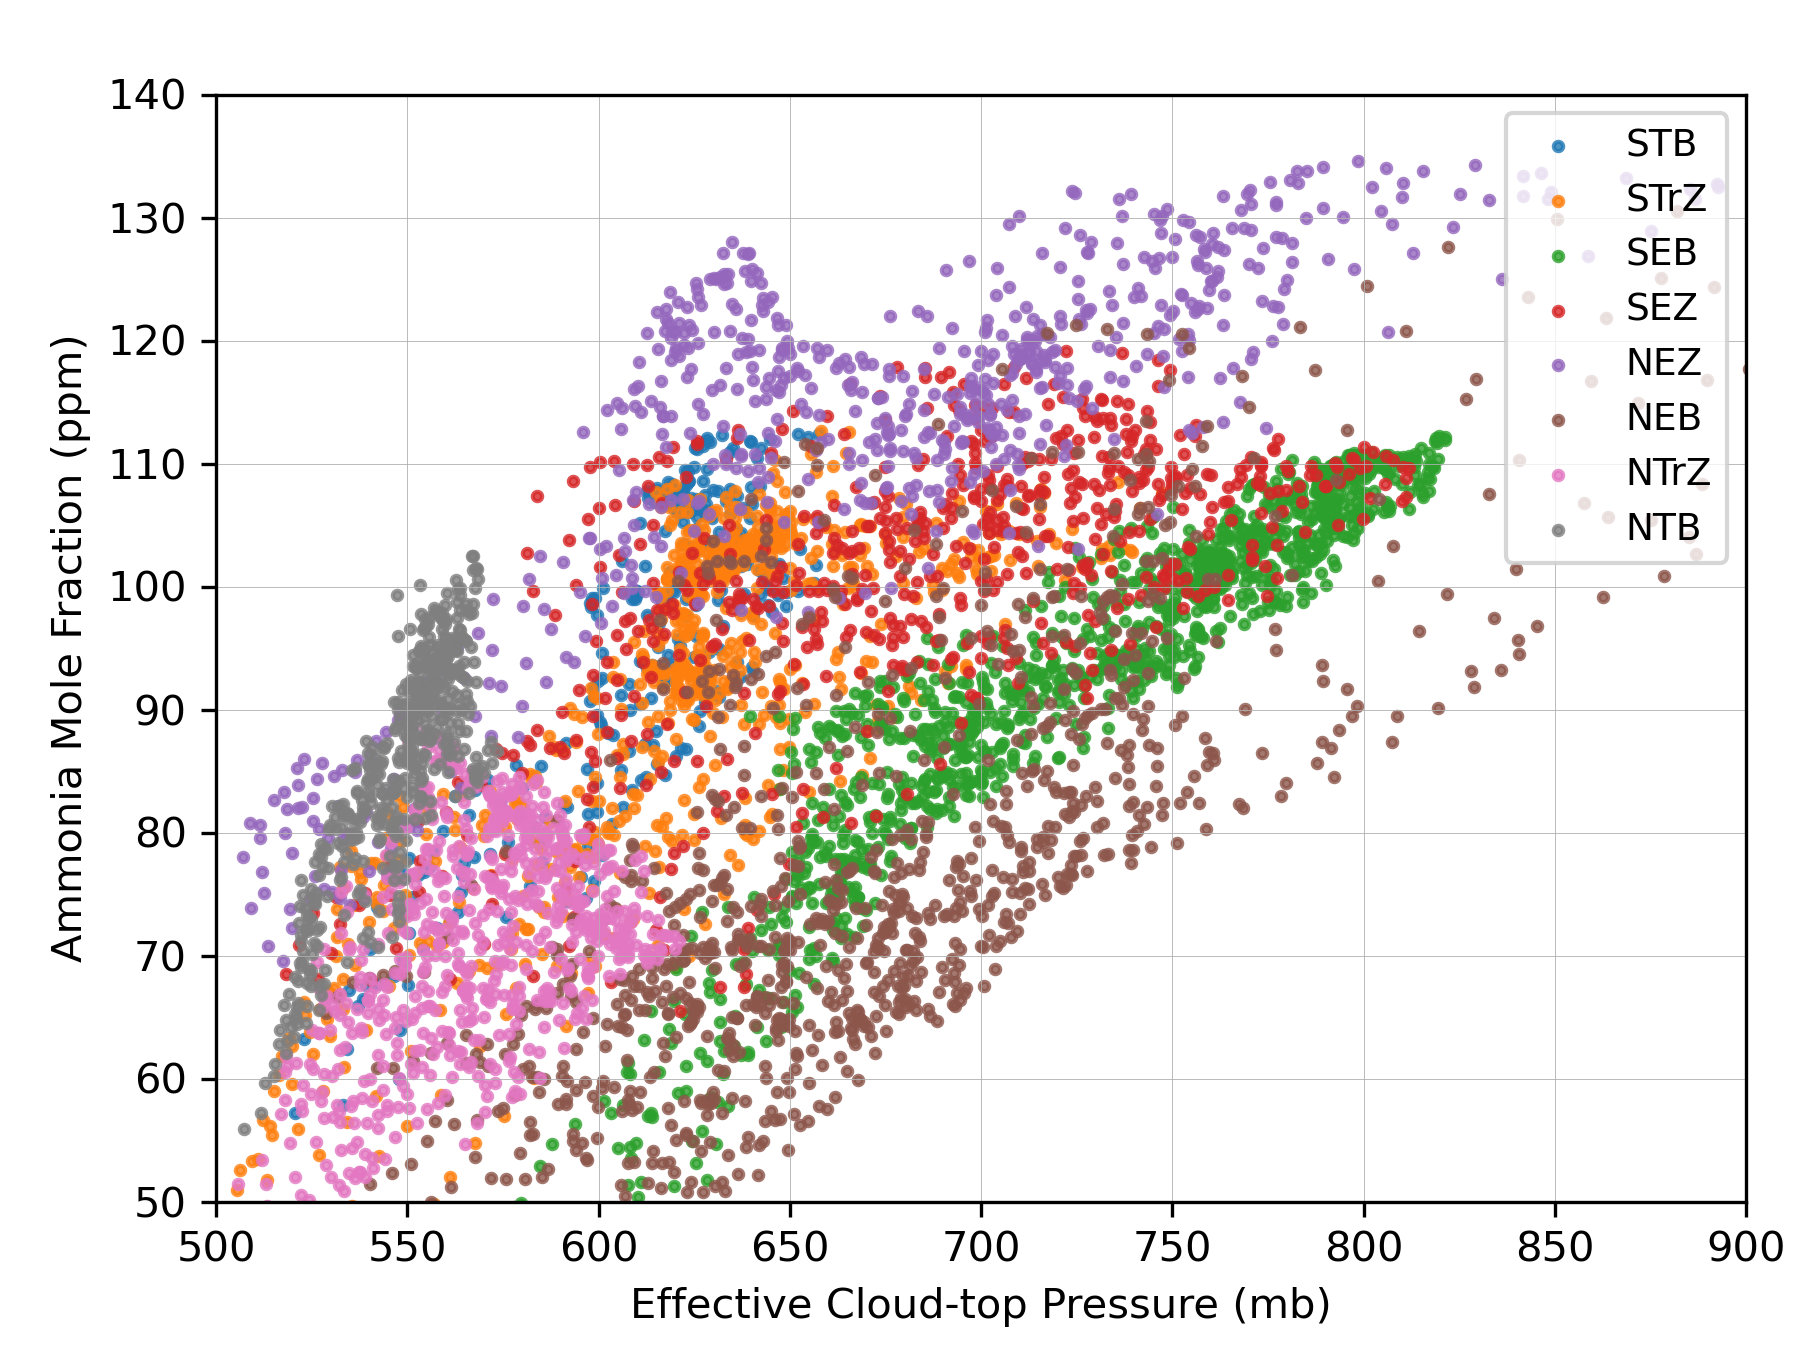 140
130
120
110
100
90
80
70
60
50
Ammonia Mole Fraction (ppm)
STB
STrZ
SEB
SEZ
NEZ
NEB
NTrZ
NTB
500 550 600 650 700 750 800 850 900
Effective Cloud-top Pressure (mb)